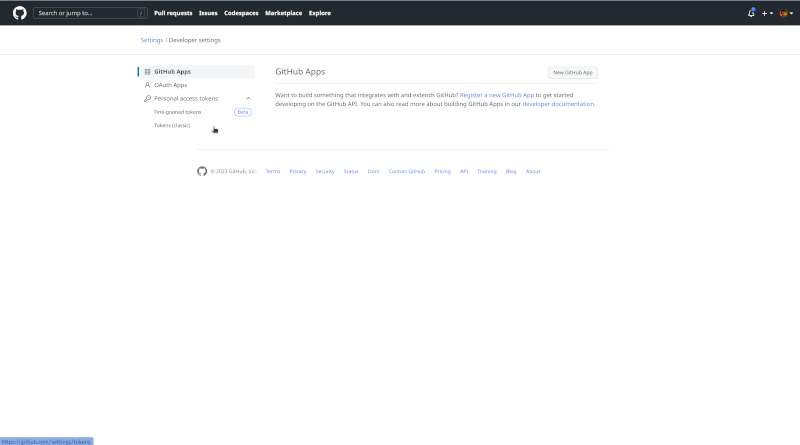 Search or jump to... / Pull requests Issues Codespaces Marketplace Explore
Settings / Developer settings
GitHub Apps
OAuth Apps
Personal access tokens
Fine-grained tokens Beta
Tokens (classic)
GitHub Apps
New GitHub App
Want to build something that integrates with and extends GitHub? Register a new GitHub App to get started
developing on the GitHub API. You can also read more about building GitHub Apps in our developer documentation.
© 2023 GitHub, Inc. Terms Privacy Security Status Docs Contact GitHub Pricing API Training Blog About
https://github.com/settings/tokens